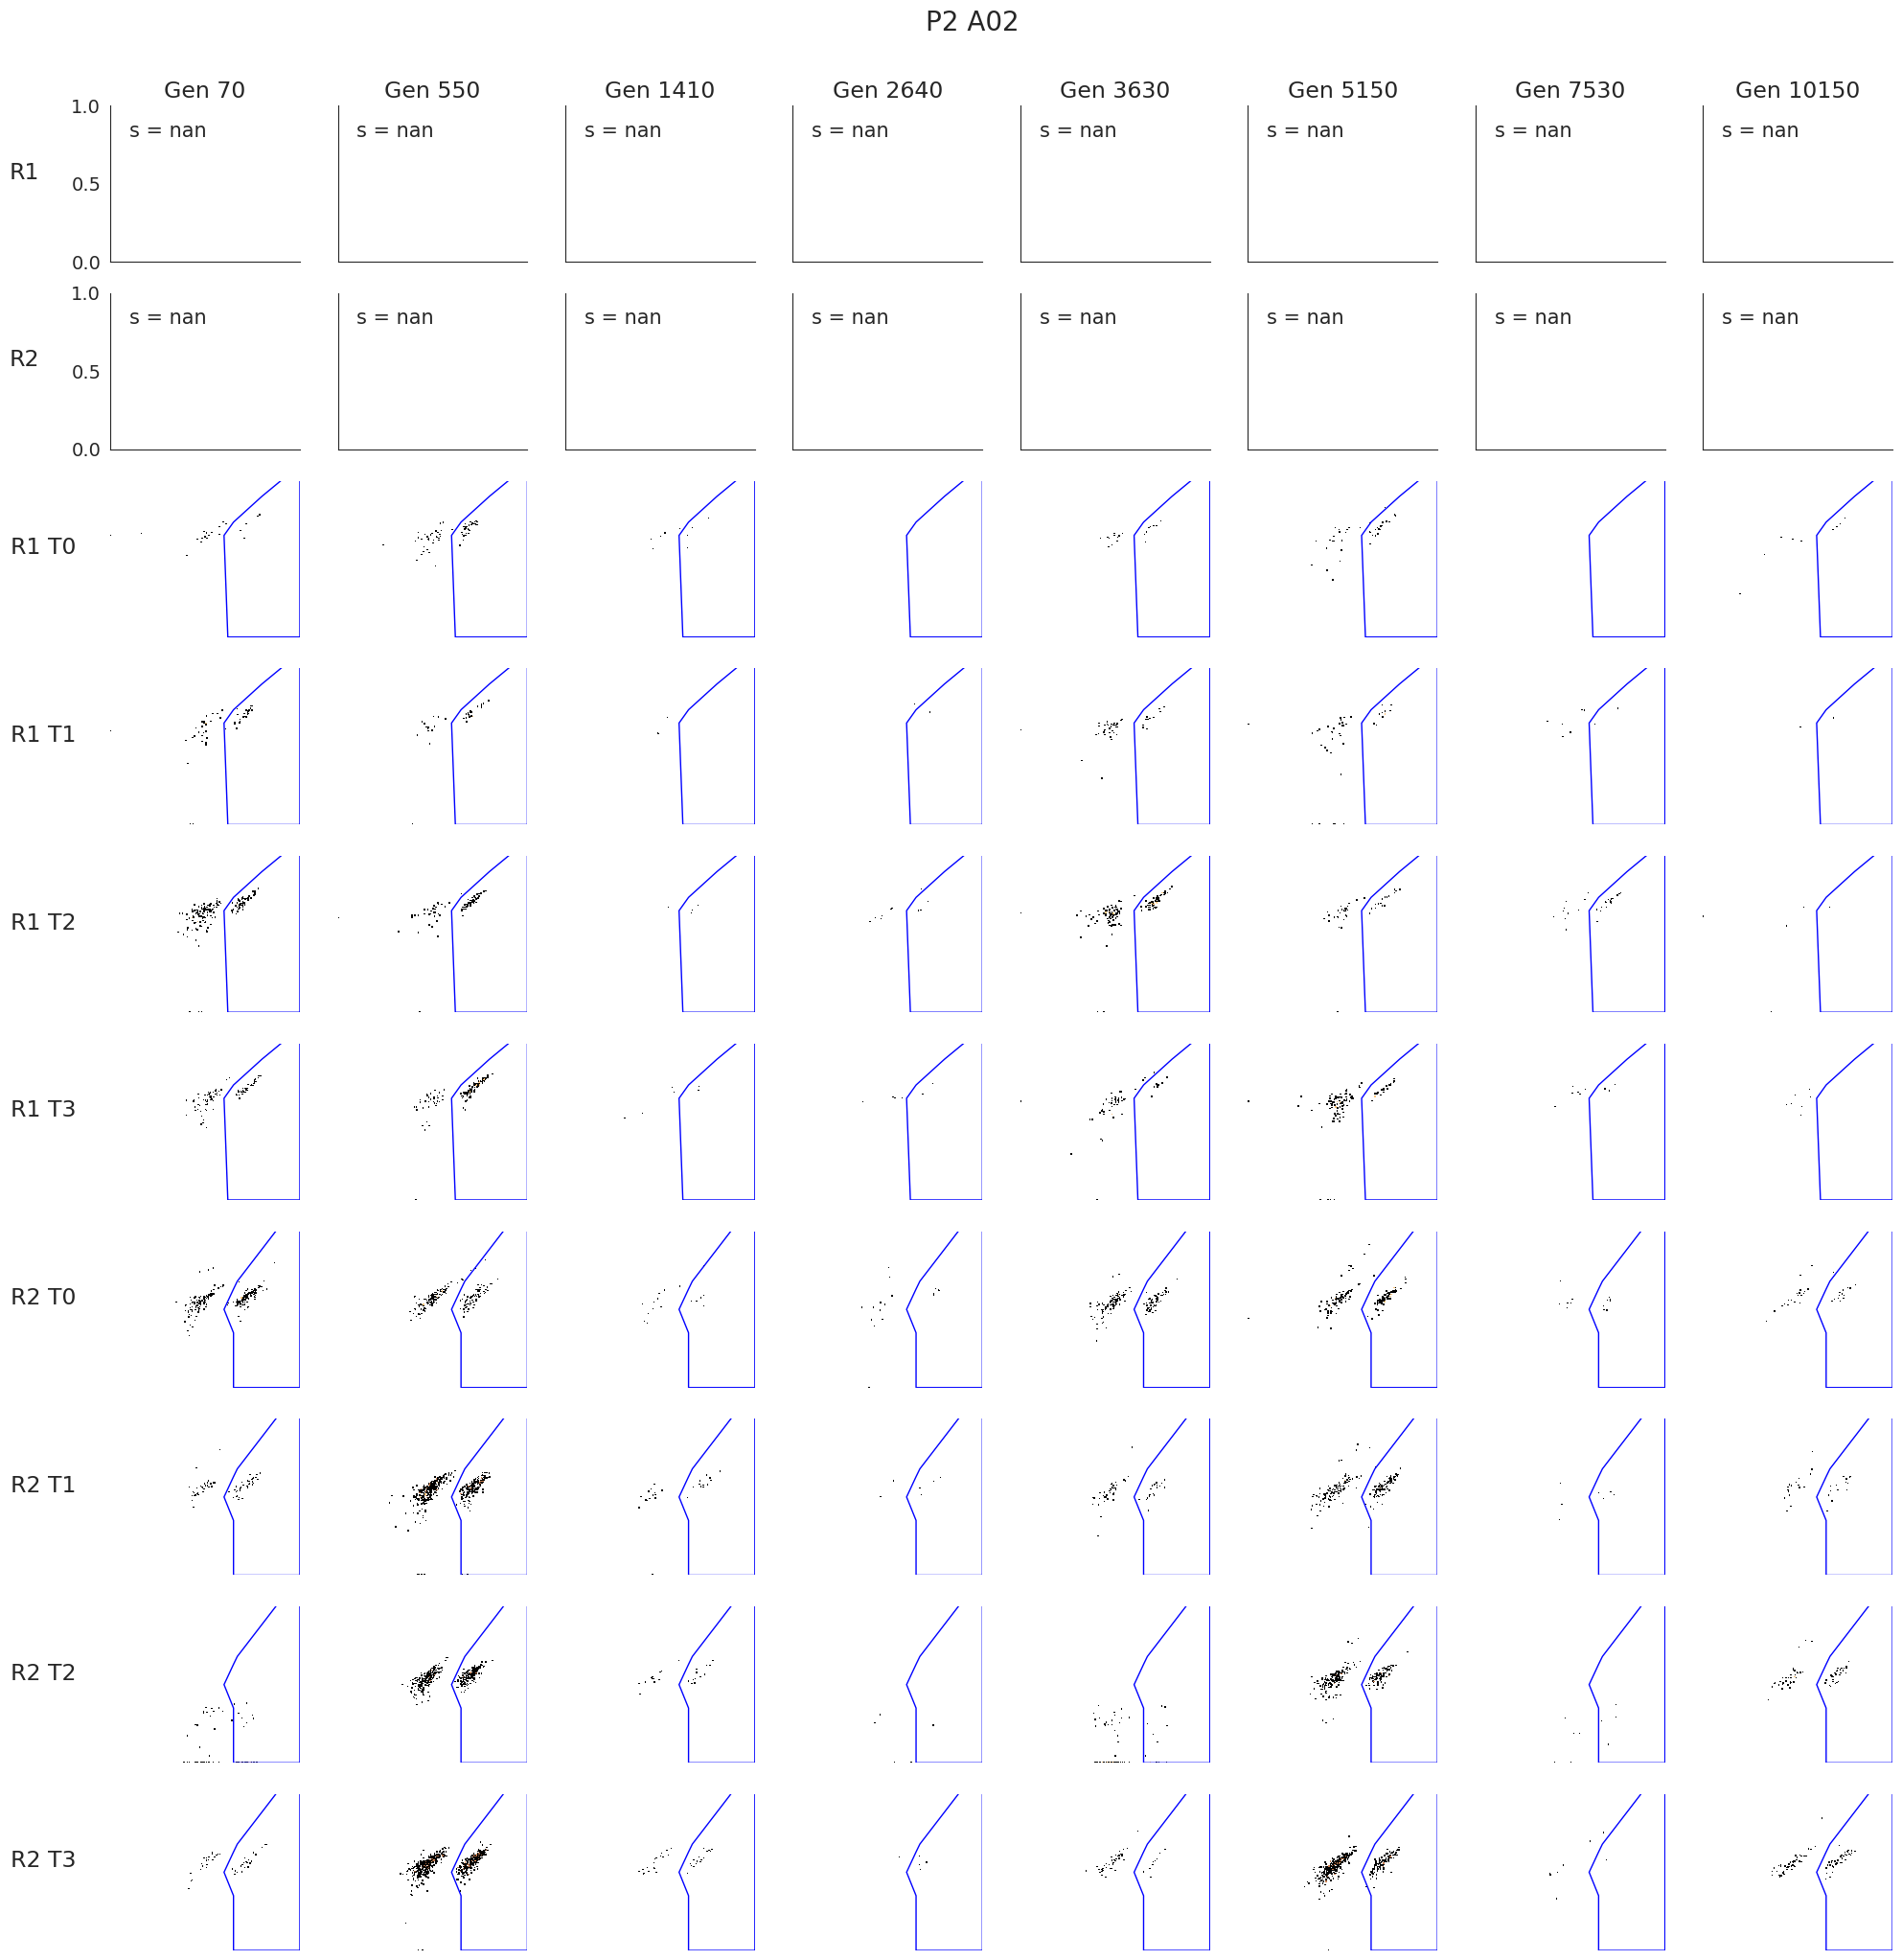 P2 A02
Gen 70 Gen 550 Gen 1410 Gen 2640 Gen 3630 Gen 5150 Gen 7530 Gen 10150
1.0
s = nan s = nan s = nan s = nan s = nan s = nan s = nan s = nan
R1
0.5
0.0
1.0
s = nan s = nan s = nan s = nan s = nan s = nan s = nan s = nan
R2
0.5
0.0
R1 T0
R1 T1
R1 T2
R1 T3
R2 T0
R2 T1
R2 T2
R2 T3